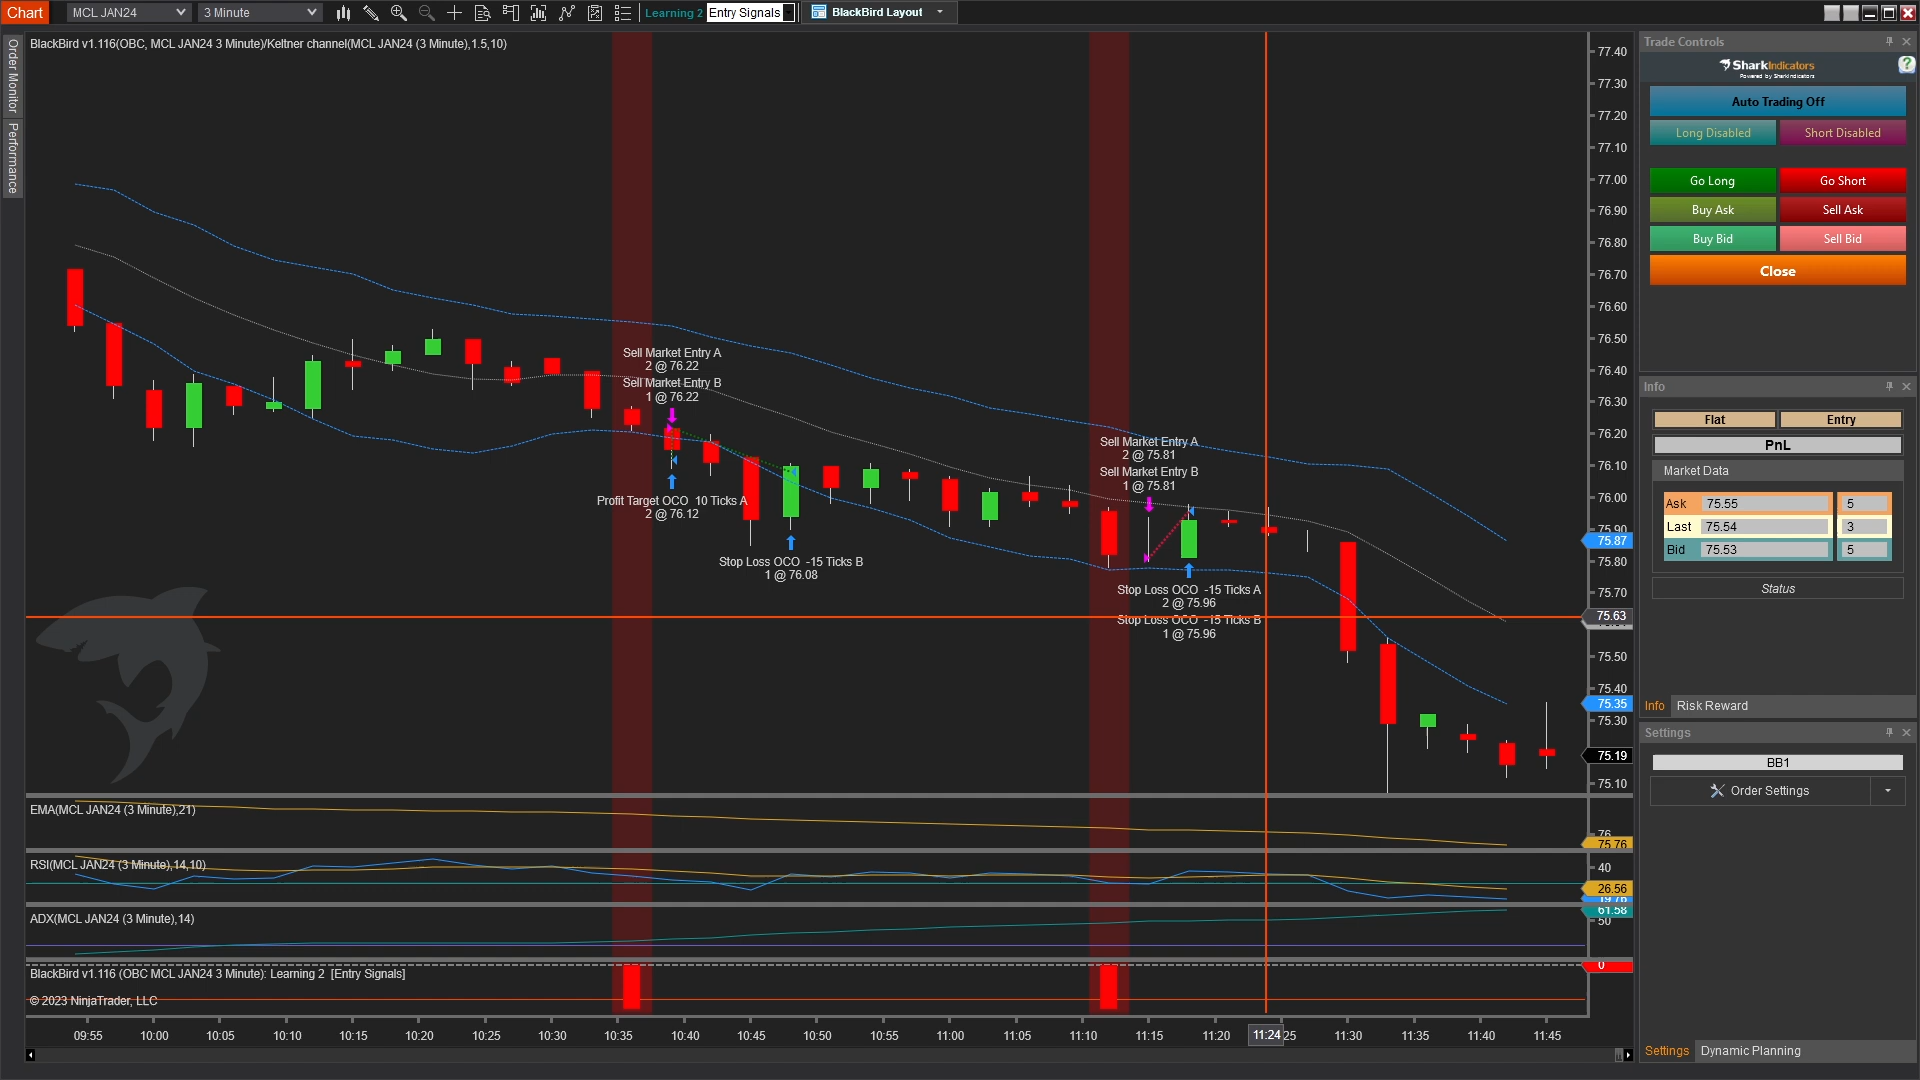 Chart MCL JAN24 3 Minute Learning 2 Entry Signals BlackBird Layout
Order Monitor
Performance
BlackBird v1.116(OBC, MCL JAN24 3 Minute)/Keltner channel(MCL JAN24 (3 Minute),1.5,10)
Sell Market Entry A
2 @ 76.22
Sell Market Entry B
1 @ 76.22
Profit Target OCO 10 Ticks A
2 @ 76.12
Stop Loss OCO -15 Ticks B
1 @ 76.08
Sell Market Entry A
2 @ 75.81
Sell Market Entry B
1 @ 75.81
Stop Loss OCO -15 Ticks A
2 @ 75.96
Stop Loss OCO -15 Ticks B
1 @ 75.96
77.40
77.30
77.20
77.10
77.00
76.90
76.80
76.70
76.60
76.50
76.40
76.30
76.20
76.10
76.00
75.90
75.87
75.80
75.70
75.63
75.50
75.40
75.35
75.30
75.19
75.10
EMA(MCL JAN24 (3 Minute),21)
76
75.76
RSI(MCL JAN24 (3 Minute),14,10)
40
26.56
19.76
ADX(MCL JAN24 (3 Minute),14)
61.58
50
BlackBird v1.116 (OBC MCL JAN24 3 Minute): Learning 2 [Entry Signals]
0
© 2023 NinjaTrader, LLC
09:55 10:00 10:05 10:10 10:15 10:20 10:25 10:30 10:35 10:40 10:45 10:50 10:55 11:00 11:05 11:10 11:15 11:20 11:24 25 11:30 11:35 11:40 11:45
Trade Controls
SharkIndicators
Powered by SharkIndicators
?
Auto Trading Off
Long Disabled Short Disabled
Go Long Go Short
Buy Ask Sell Ask
Buy Bid Sell Bid
Close
Info
Flat Entry
PnL
Market Data
Ask 75.55 5
Last 75.54 3
Bid 75.53 5
Status
Info Risk Reward
Settings
BB1
Order Settings
Settings Dynamic Planning